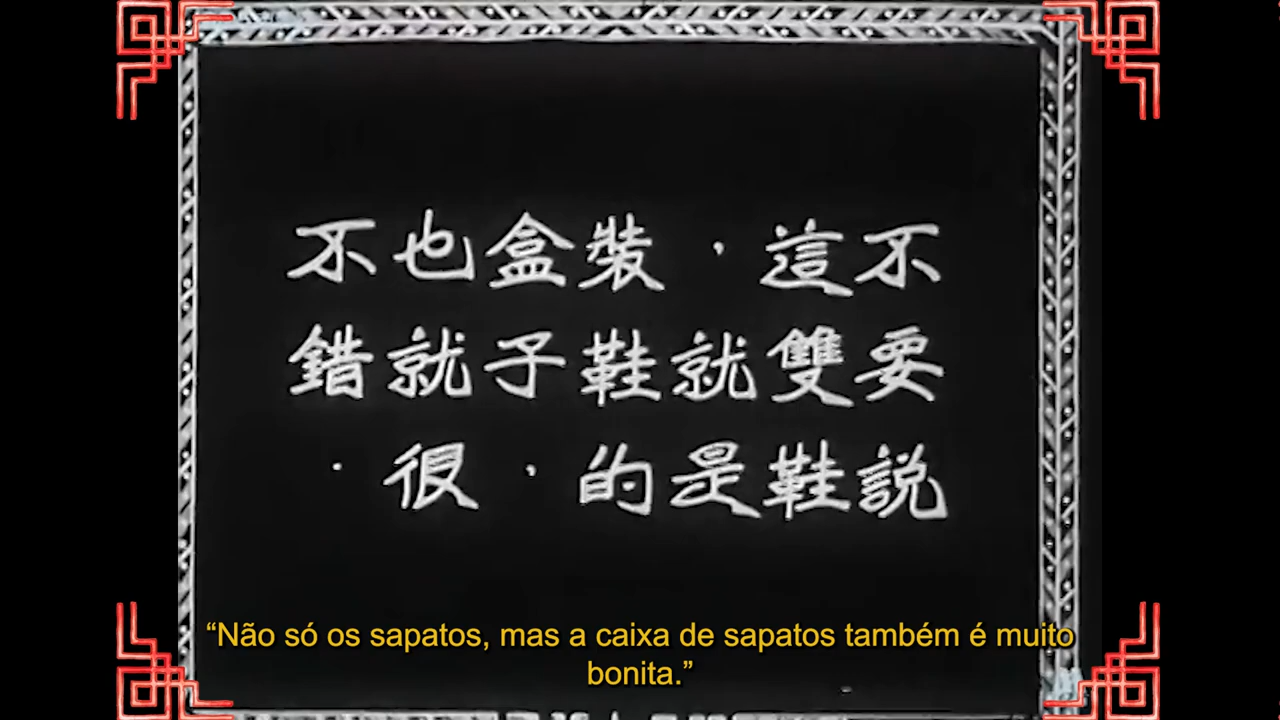 不要説
這雙鞋
，就是
裝鞋的
盒子，
也就很
不錯．
“Não só os sapatos, mas a caixa de sapatos também é muito
bonita.”